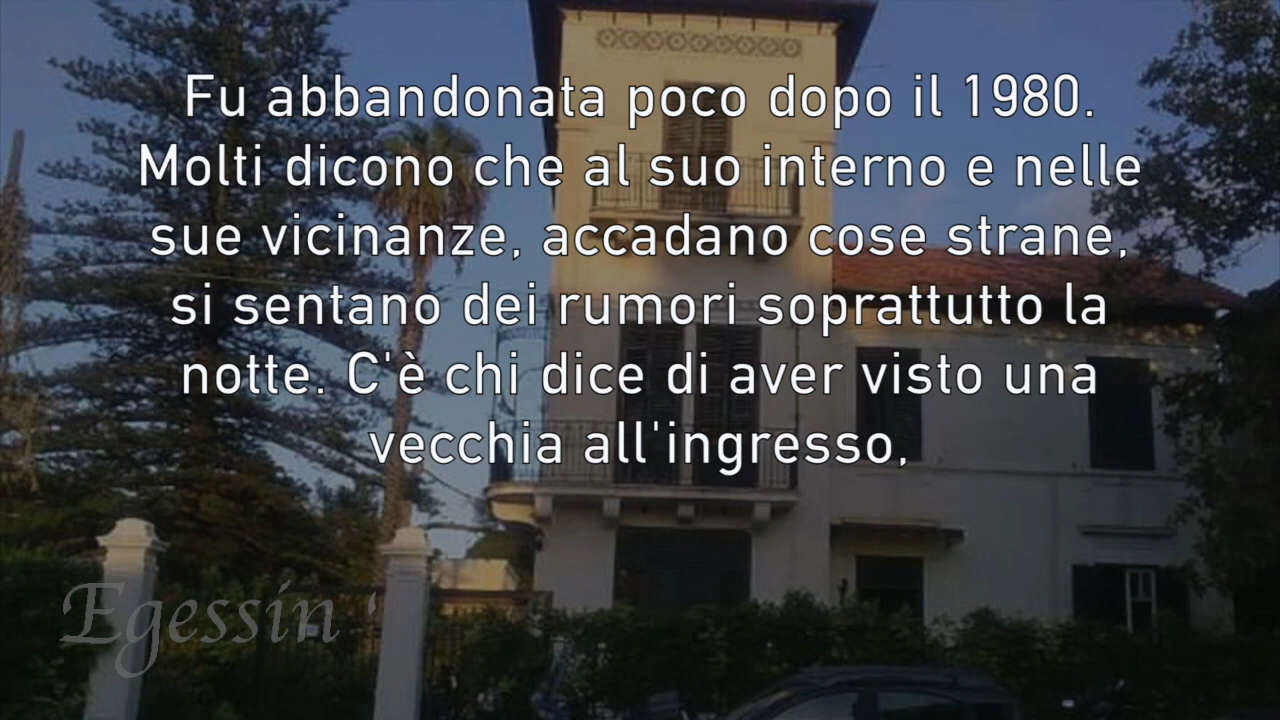 Fu abbandonata poco dopo il 1980.
Molti dicono che al suo interno e nelle
sue vicinanze, accadano cose strane,
si sentano dei rumori soprattutto la
notte. C'è chi dice di aver visto una
vecchia all'ingresso,
Egessin